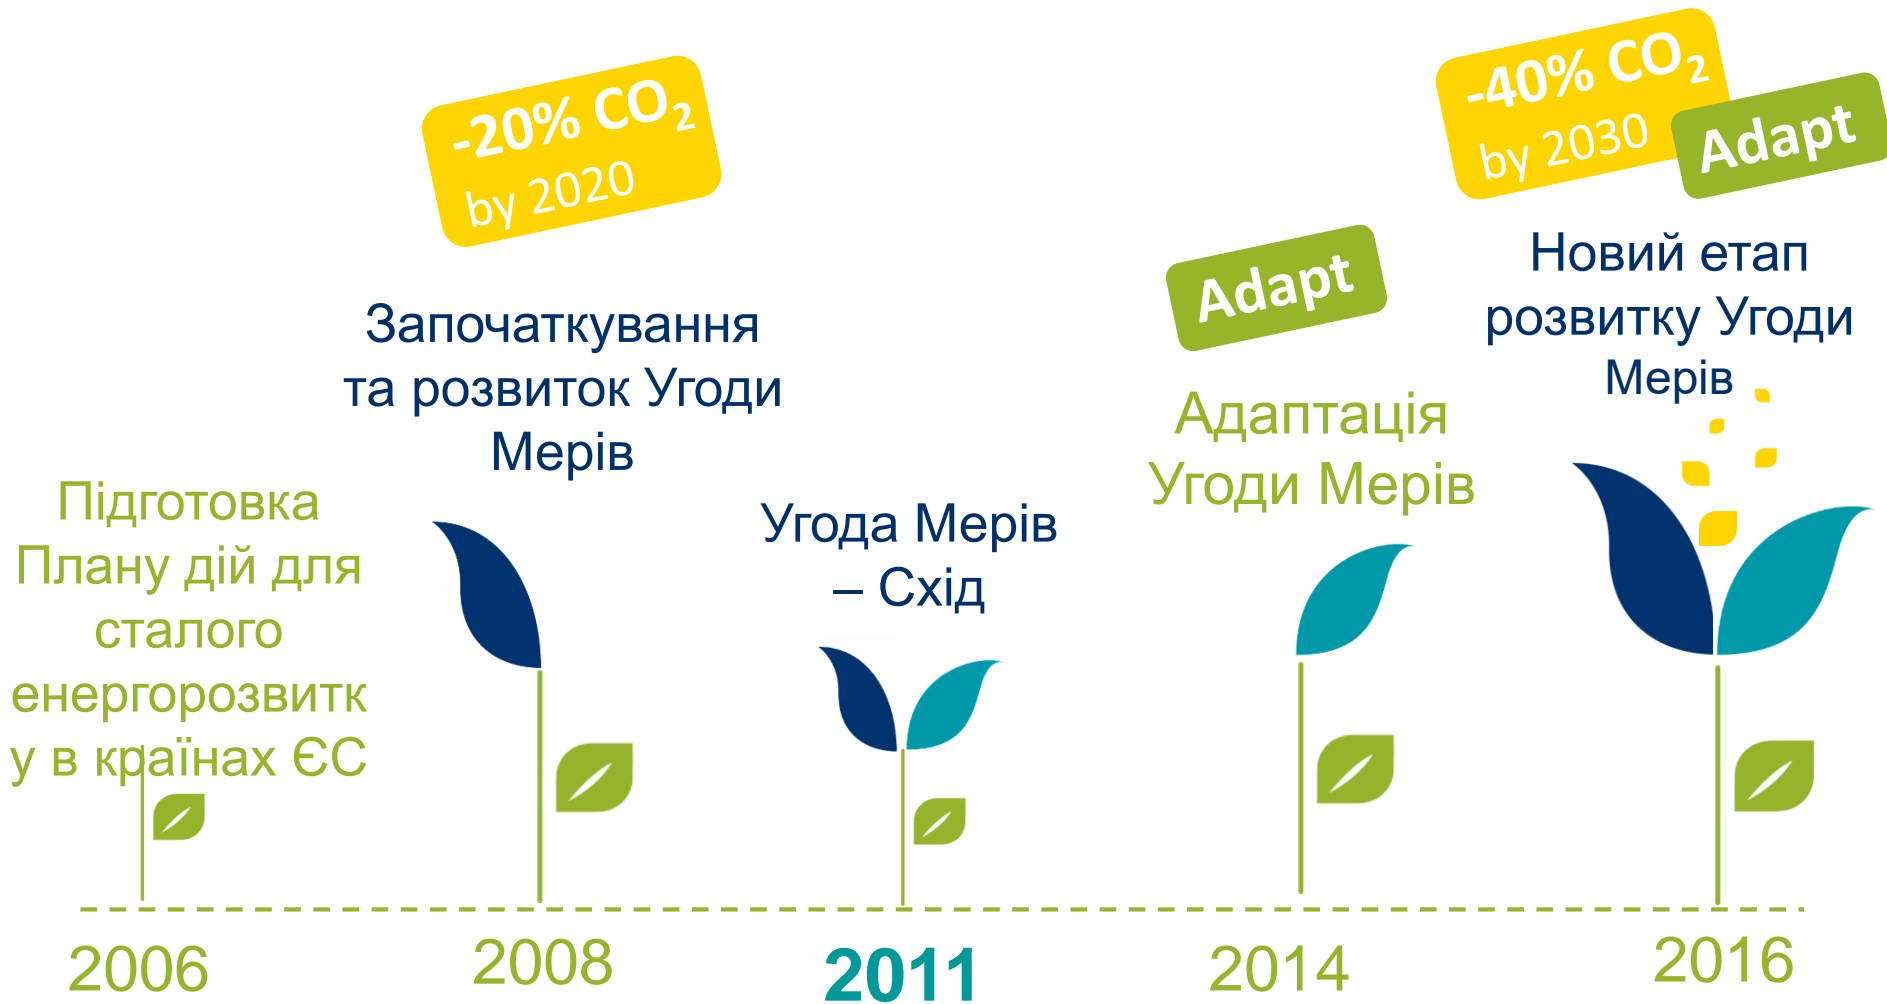 Підготовка
Плану дій для
сталого
енергорозвитк
у в країнах ЄС
2006
-20% CO₂
by 2020
Започаткування
та розвиток Угоди
Мерів
2008
Угода Мерів
– Схід
2011
Adapt
Адаптація
Угоди Мерів
2014
-40% CO₂
by 2030
Adapt
Новий етап
розвитку Угоди
Мерів
2016